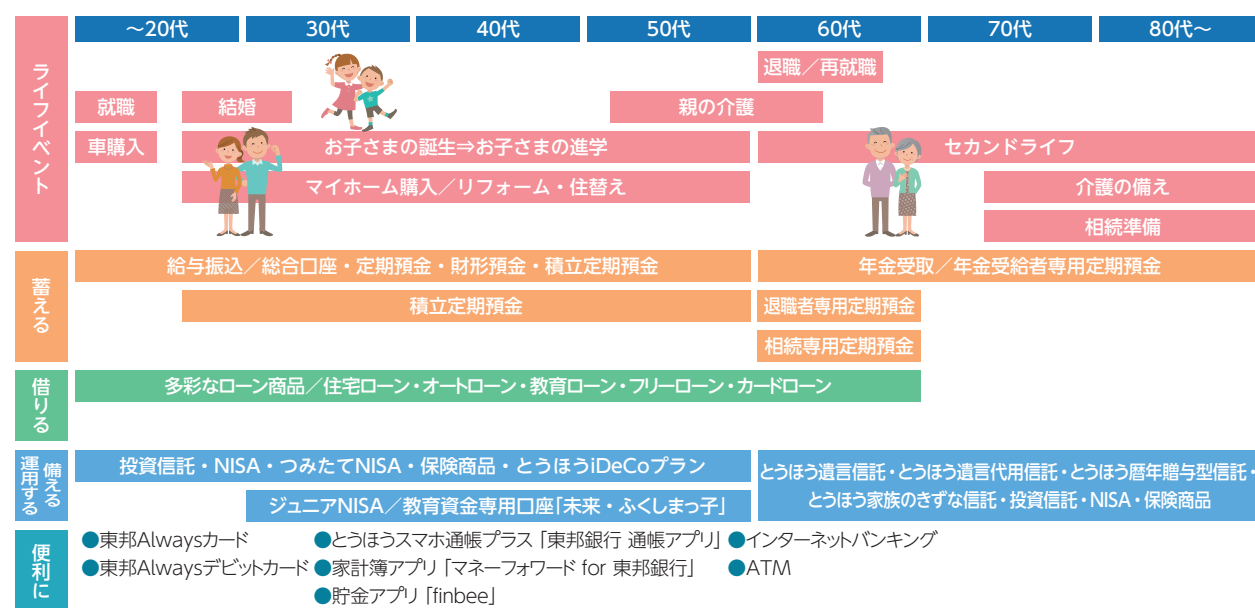 ~20代
30代
40代
50代
60代
70代
80代~
ライフイベント
退職/再就職
就職
結婚
親の介護
車購入
お子さまの誕生⇒お子さまの進学
セカンドライフ
マイホーム購入/リフォーム・住替え
介護の備え
相続準備
蓄える
給与振込/総合口座・定期預金・財形預金・積立定期預金
年金受取/年金受給者専用定期預金
積立定期預金
退職者専用定期預金
相続専用定期預金
借りる
多彩なローン商品/住宅ローン・オートローン・教育ローン・フリーローン・カードローン
備える
運用する
投資信託・NISA・つみたてNISA・保険商品・とうほうiDeCoプラン
とうほう遺言信託・とうほう遺言代用信託・とうほう暦年贈与型信託・
とうほう家族のきずな信託・投資信託・NISA・保険商品
ジュニアNISA/教育資金専用口座「未来・ふくしまっ子」
便利に
●東邦Alwaysカード
●東邦Alwaysデビットカード
●とうほうスマホ通帳プラス「東邦銀行 通帳アプリ」
●家計簿アプリ「マネーフォワード for 東邦銀行」
●貯金アプリ「finbee」
●インターネットバンキング
●ATM